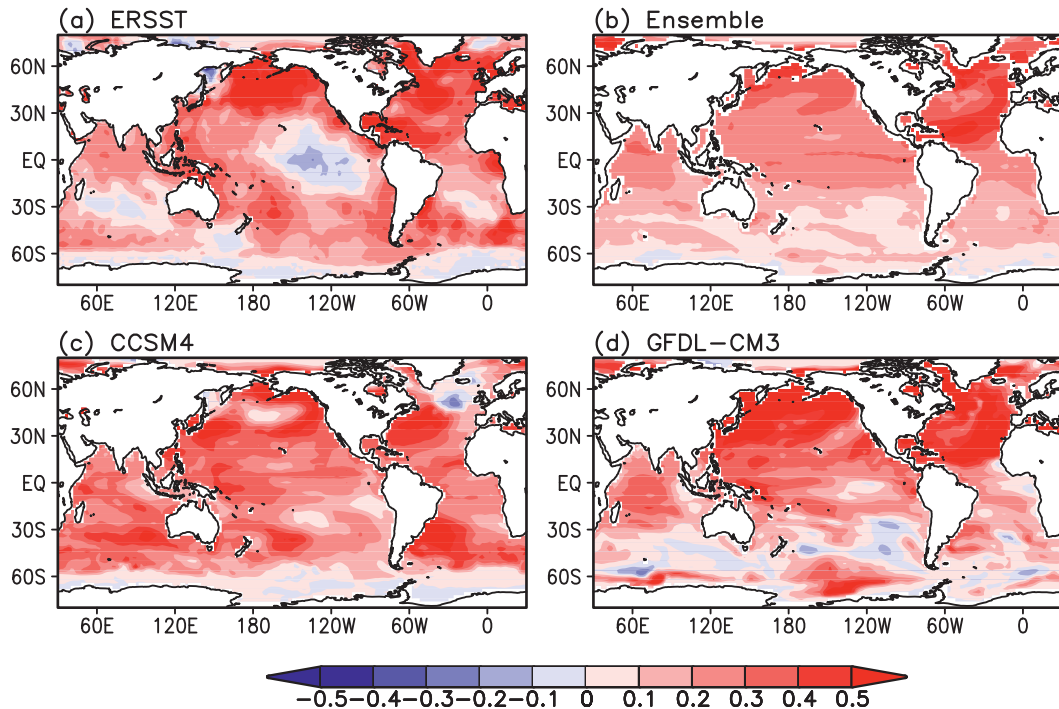 (a) ERSST
(b) Ensemble
60N
30N
EQ
30S
60S
60E 120E 180 120W 60W 0
60N
30N
EQ
30S
60S
60E 120E 180 120W 60W 0
(c) CCSM4
(d) GFDL-CM3
60N
30N
EQ
30S
60S
60E 120E 180 120W 60W 0
60N
30N
EQ
30S
60S
60E 120E 180 120W 60W 0
-0.5 -0.4 -0.3 -0.2 -0.1 0 0.1 0.2 0.3 0.4 0.5